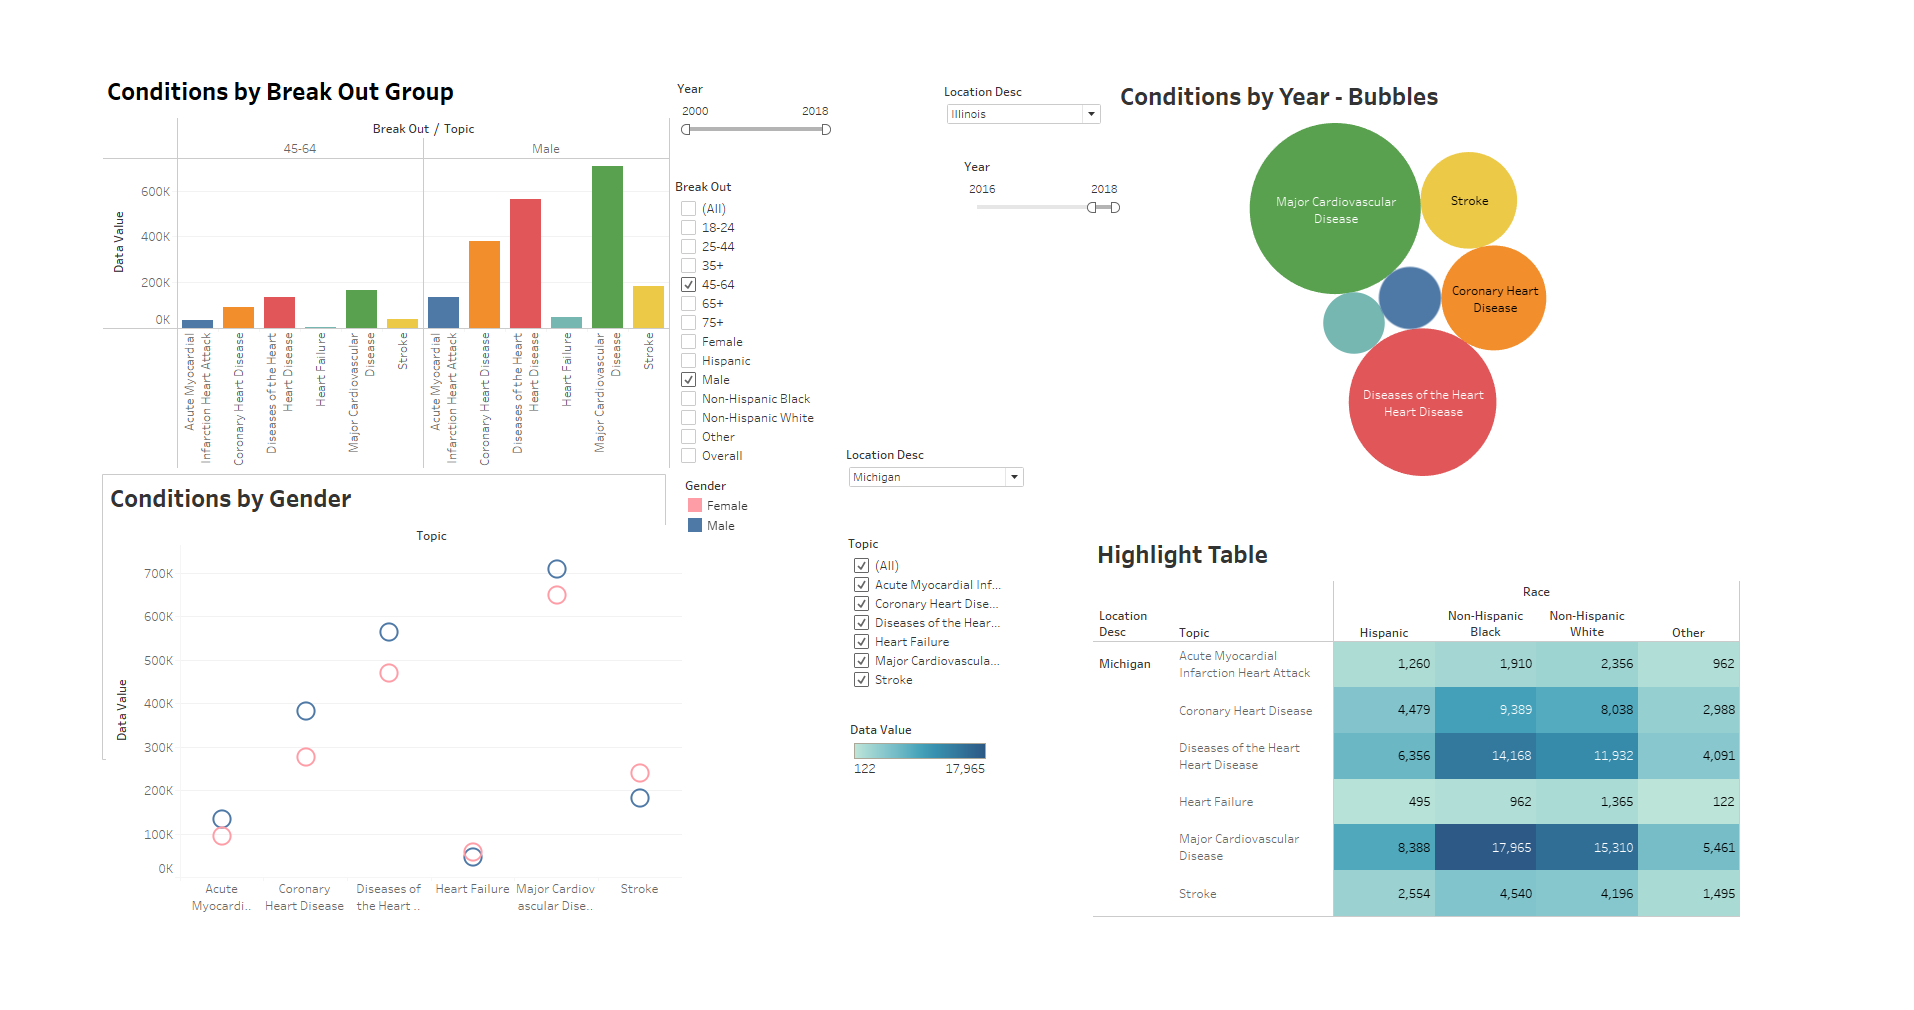 Conditions by Break Out Group
Break Out / Topic
45-64
Male
Data Value
600K
400K
200K
0K
Acute Myocardial
Infarction Heart Attack
Coronary Heart Disease
Diseases of the Heart
Heart Disease
Heart Failure
Major Cardiovascular
Disease
Stroke
Acute Myocardial
Infarction Heart Attack
Coronary Heart Disease
Diseases of the Heart
Heart Disease
Heart Failure
Major Cardiovascular
Disease
Stroke
Year
2000 2018
Break Out
(All)
18-24
25-44
35+
45-64
65+
75+
Female
Hispanic
Male
Non-Hispanic Black
Non-Hispanic White
Other
Overall
Gender
Female
Male
Location Desc
Illinois
Year
2016 2018
Conditions by Year - Bubbles
Major Cardiovascular
Disease
Stroke
Coronary Heart
Disease
Diseases of the Heart
Heart Disease
Conditions by Gender
Topic
Data Value
700K
600K
500K
400K
300K
200K
100K
0K
Acute
Myocardi..
Coronary
Heart Disease
Diseases of
the Heart ..
Heart Failure
Major Cardiov
ascular Dise..
Stroke
Location Desc
Michigan
Topic
(All)
Acute Myocardial Inf...
Coronary Heart Dise...
Diseases of the Hear...
Heart Failure
Major Cardiovascula...
Stroke
Data Value
122 17,965
Highlight Table
Race
Location
Desc
Topic
Hispanic
Non-Hispanic
Black
Non-Hispanic
White
Other
Michigan
Acute Myocardial
Infarction Heart Attack
1,260 1,910 2,356 962
Coronary Heart Disease 4,479 9,389 8,038 2,988
Diseases of the Heart
Heart Disease
6,356 14,168 11,932 4,091
Heart Failure 495 962 1,365 122
Major Cardiovascular
Disease
8,388 17,965 15,310 5,461
Stroke 2,554 4,540 4,196 1,495